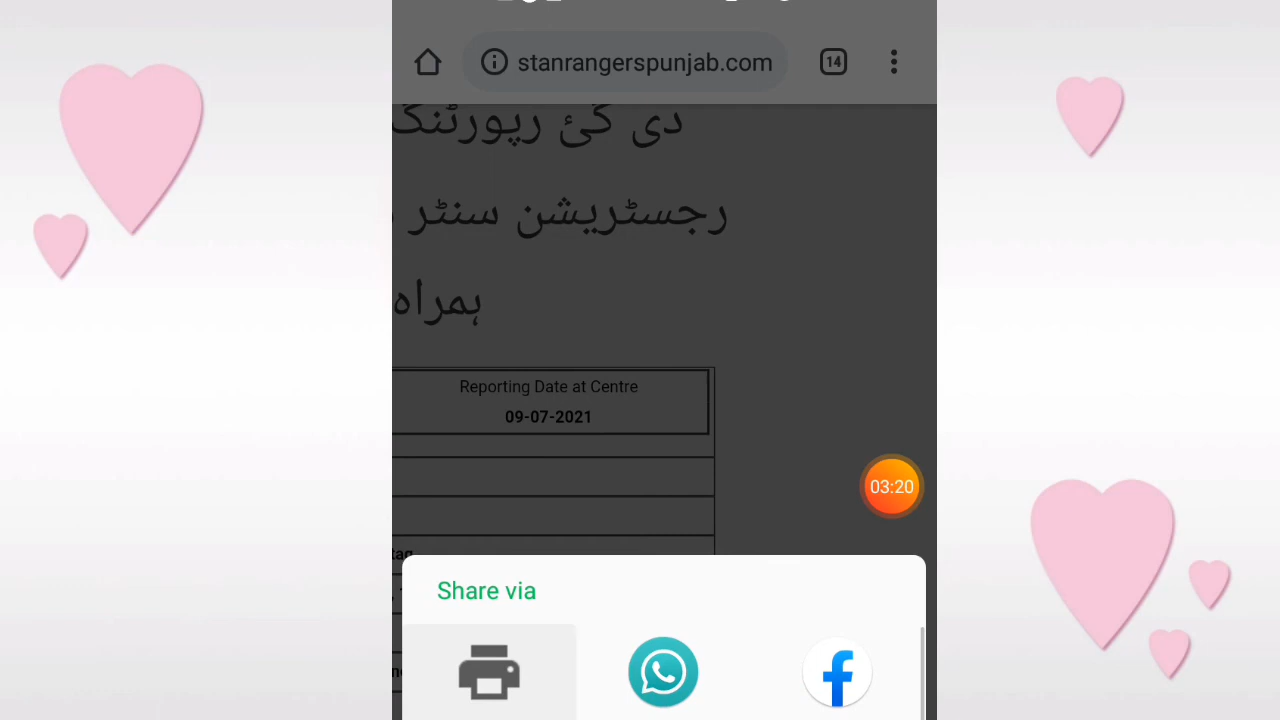 stanrangerspunjab.com
14
دی گئ رپورٹنگ
رجسٹریشن سنٹر
ہمراہ
Reporting Date at Centre
09-07-2021
03:20
Share via